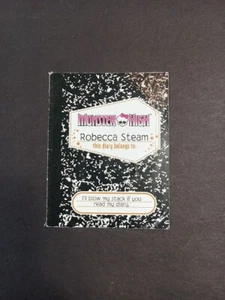 MONSTER HIGH
Robecca Steam
this diary belongs to:
I'll blow my stack if you
read my diary.